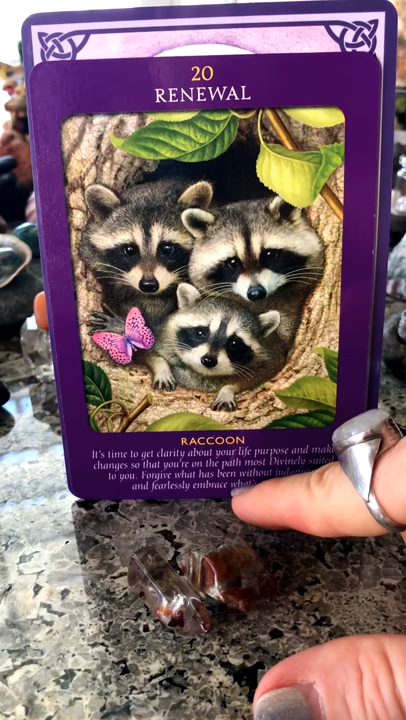 20
RENEWAL
RACCOON
It's time to get clarity about your life purpose and make
changes so that you're on the path most Divinely suited
to you. Forgive what has been without
and fearlessly embrace what's